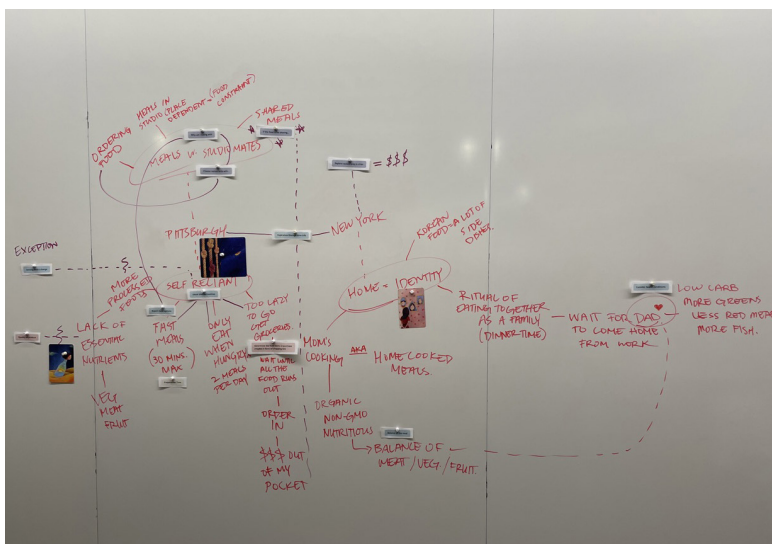 MEALS IN
STUDIO (PLACE
DEPENDENT = (FOOD
CONSTRAINT)
ORDERING
FOOD
SHARED
MEALS
MEALS W. STUDIOMATES
= $$$
PITTSBURGH
NEW YORK
KOREAN
FOOD = A LOT OF
SIDE
DISHES.
EXCEPTION
MORE
PROCESSED
FOODS
SELF RELIANT
HOME = IDENTITY
LACK OF
ESSENTIAL
NUTRIENTS
VEG
MEAT
FRUIT
FAST
MEALS
(30 MINS.
MAX)
ONLY
EAT
WHEN
HUNGRY
2 MEALS
PER DAY
TOO LAZY
TO GO
GET
GROCERIES.
UNTIL
ALL THE
FOOD RUNS
OUT
ORDER
IN
$$$ OUT
OF MY
POCKET
MOM'S
COOKING
AKA
HOME COOKED
MEALS.
ORGANIC
NON-GMO
NUTRITIOUS
BALANCE OF
MEAT/VEG./FRUIT.
RITUAL OF
EATING TOGETHER
AS A FAMILY
(DINNER TIME)
WAIT FOR DAD
TO COME HOME
FROM WORK.
LOW CARB
MORE GREENS
LESS RED MEAT
MORE FISH.